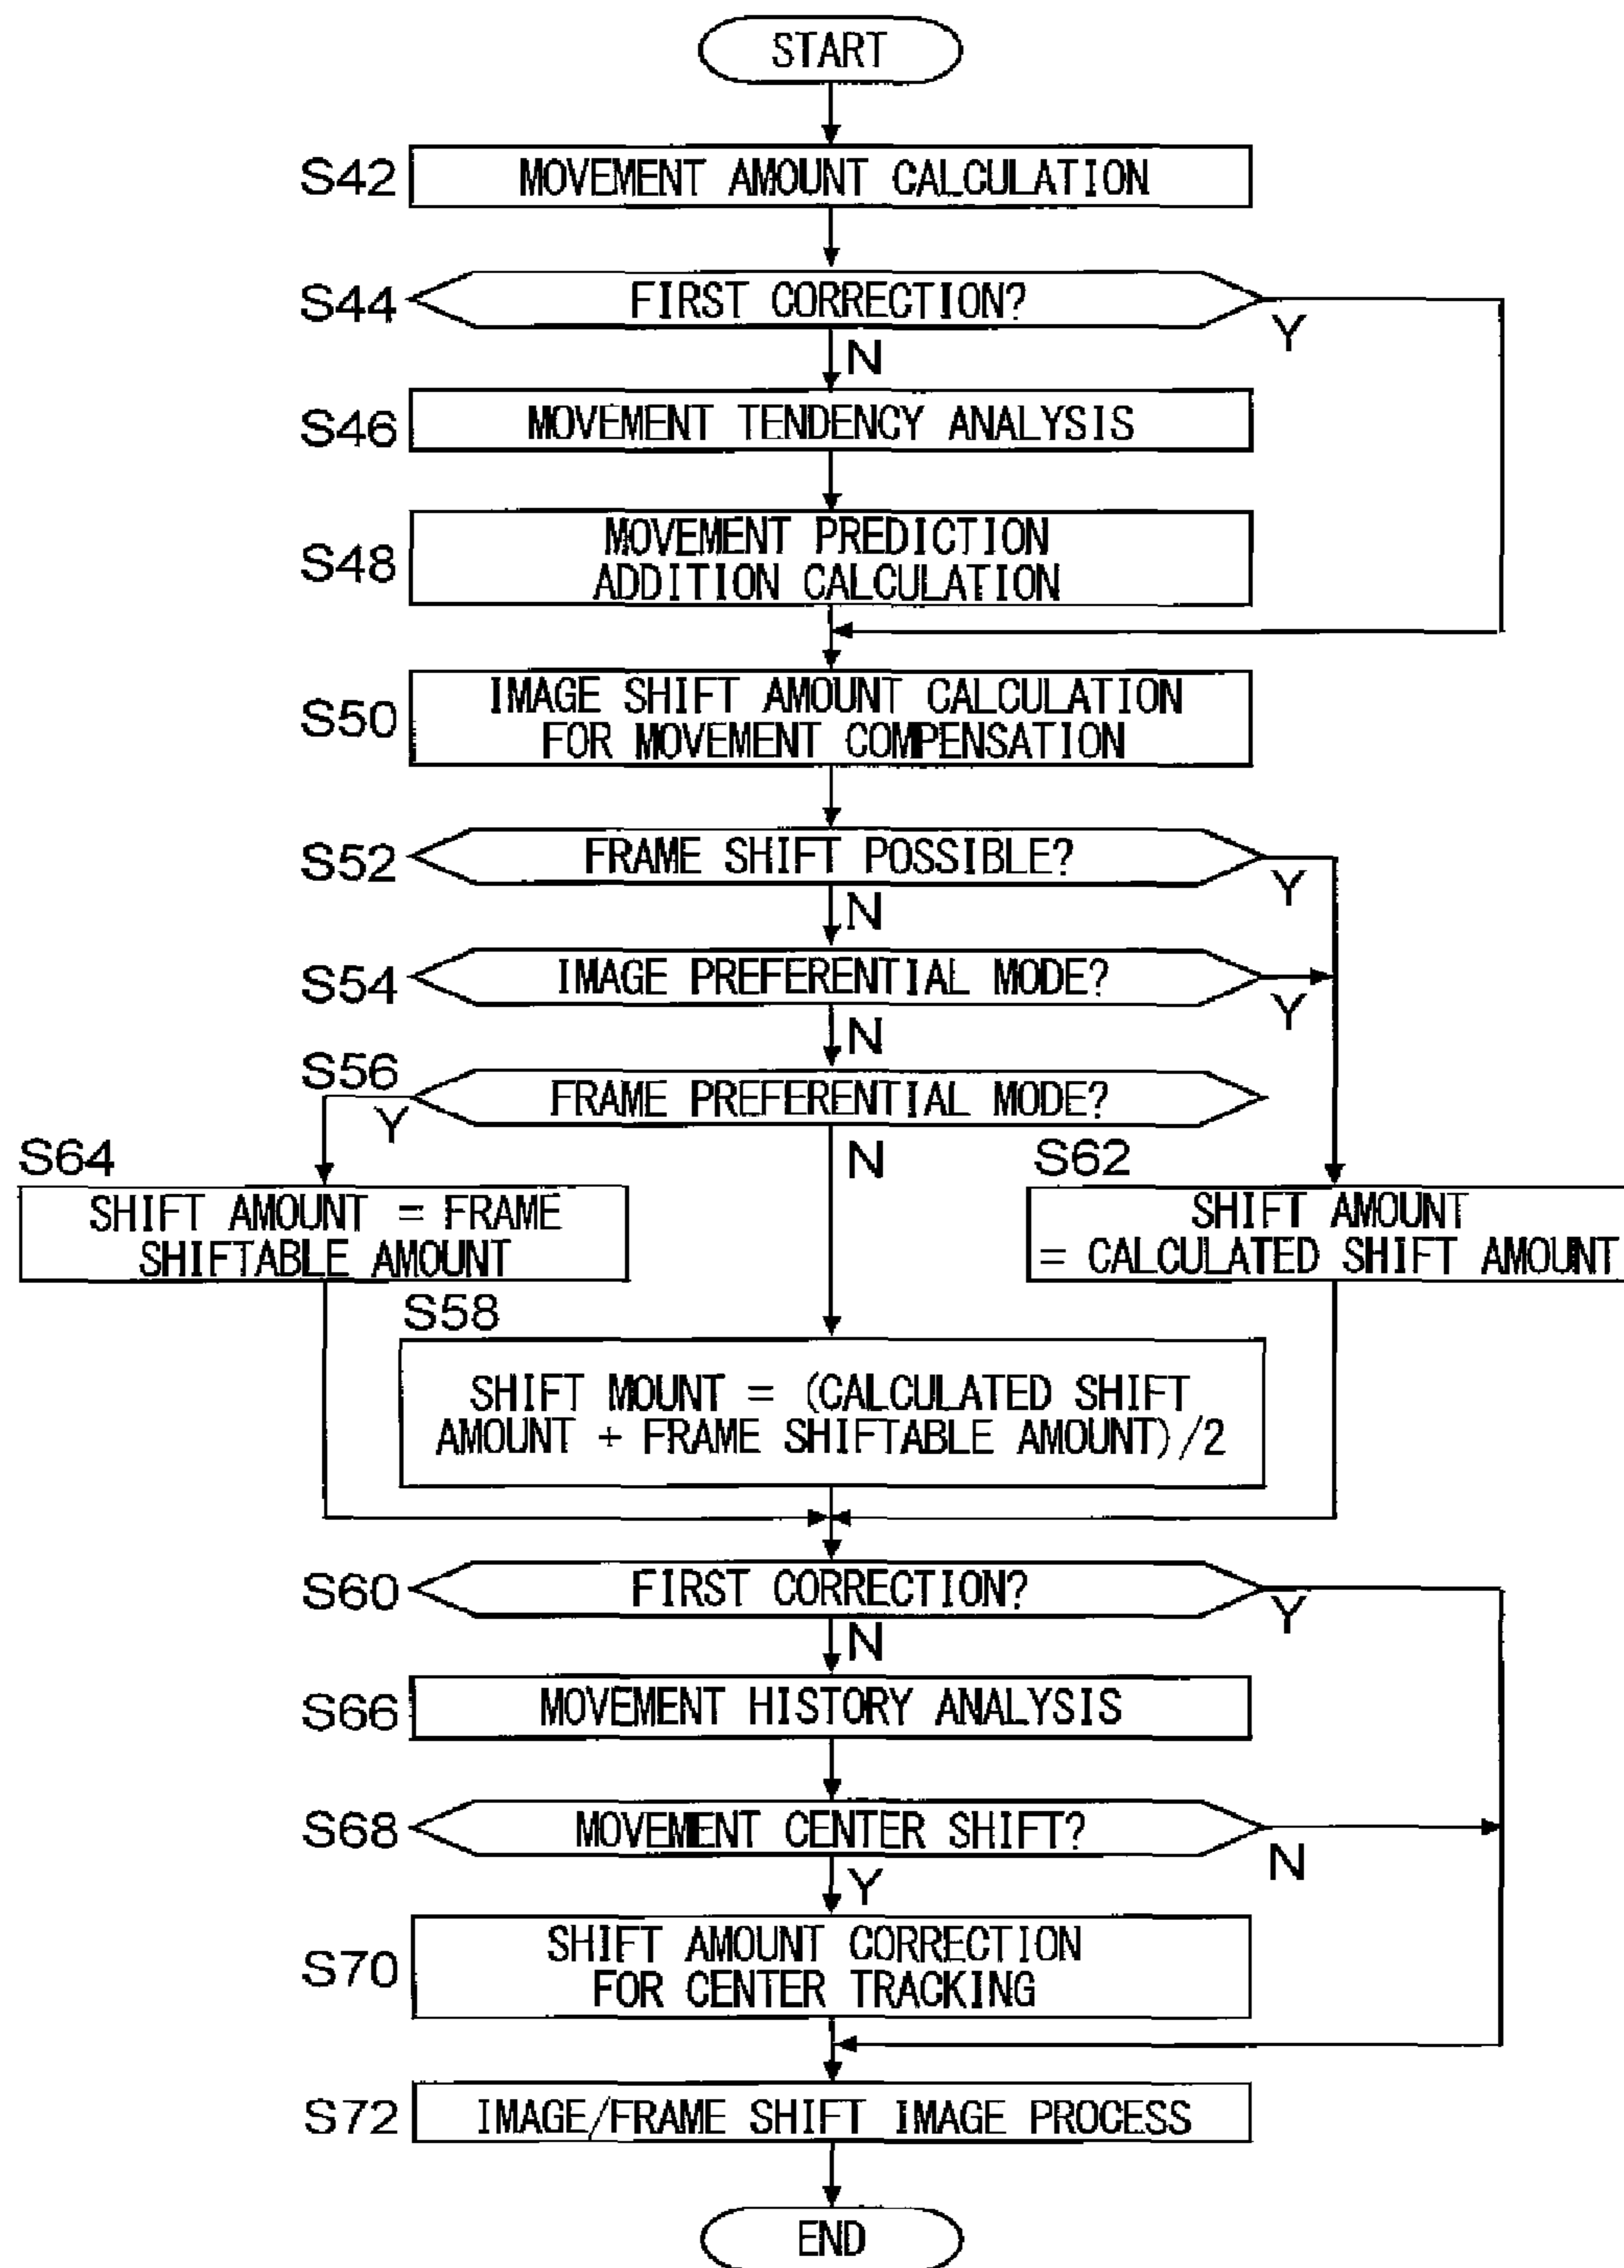 START
S42
MOVEMENT AMOUNT CALCULATION
S44
FIRST CORRECTION?
Y
N
S46
MOVEMENT TENDENCY ANALYSIS
S48
MOVEMENT PREDICTION
ADDITION CALCULATION
S50
IMAGE SHIFT AMOUNT CALCULATION
FOR MOVEMENT COMPENSATION
S52
FRAME SHIFT POSSIBLE?
Y
N
S54
IMAGE PREFERENTIAL MODE?
Y
N
S56
FRAME PREFERENTIAL MODE?
Y
N
S64
SHIFT AMOUNT = FRAME
SHIFTABLE AMOUNT
S62
SHIFT AMOUNT
= CALCULATED SHIFT AMOUNT
S58
SHIFT MOUNT = (CALCULATED SHIFT
AMOUNT + FRAME SHIFTABLE AMOUNT)/2
S60
FIRST CORRECTION?
Y
N
S66
MOVEMENT HISTORY ANALYSIS
S68
MOVEMENT CENTER SHIFT?
N
Y
S70
SHIFT AMOUNT CORRECTION
FOR CENTER TRACKING
S72
IMAGE/FRAME SHIFT IMAGE PROCESS
END